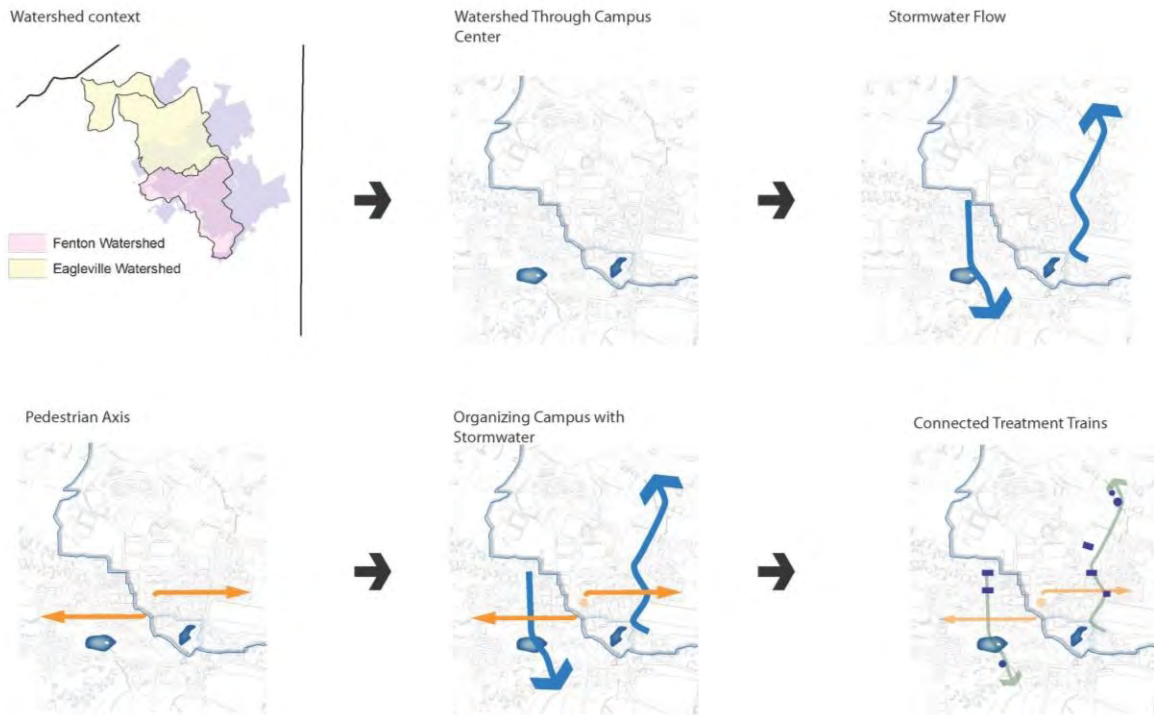 Watershed context
Watershed Through Campus
Center
Stormwater Flow
Fenton Watershed
Eagleville Watershed
Pedestrian Axis
Organizing Campus with
Stormwater
Connected Treatment Trains